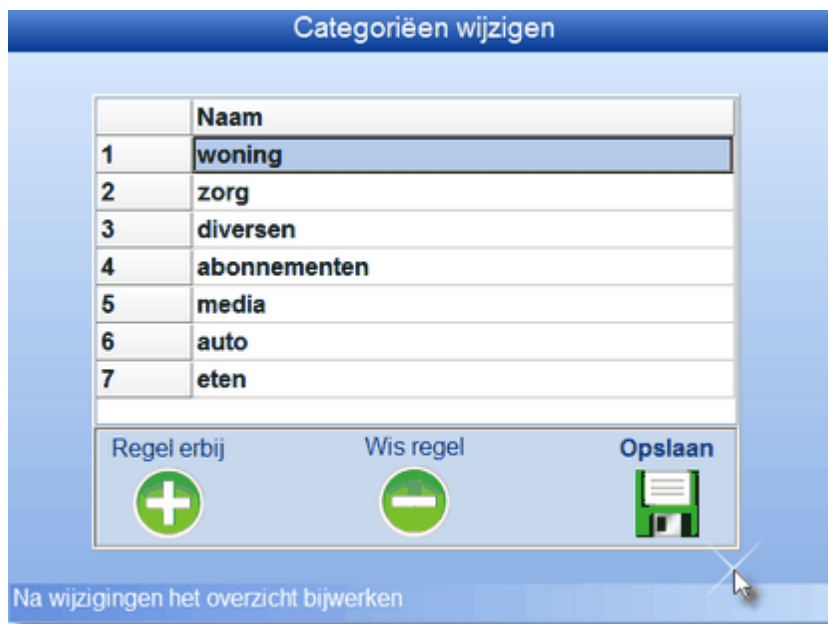 Categoriëen wijzigen
Naam
1 woning
2 zorg
3 diversen
4 abonnementen
5 media
6 auto
7 eten
Regel erbij Wis regel Opslaan
Na wijzigingen het overzicht bijwerken